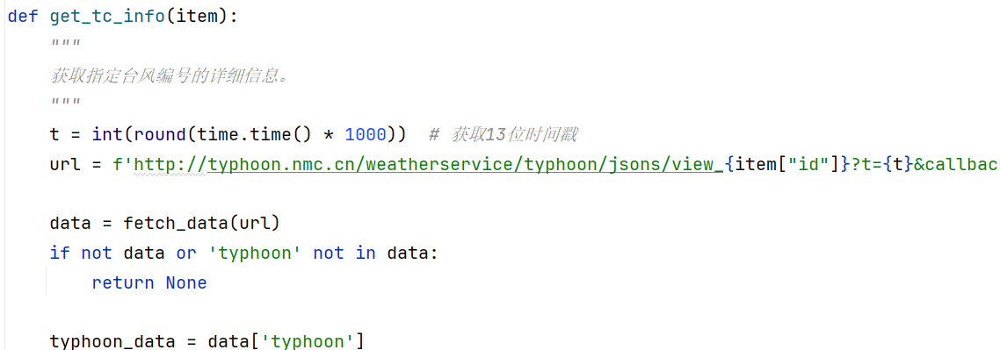 def get_tc_info(item):
"""
获取指定台风编号的详细信息。
"""
t = int(round(time.time() * 1000))  # 获取13位时间戳
url = f'http://typhoon.nmc.cn/weatherservice/typhoon/jsons/view_{item["id"]}?t={t}&callbac
data = fetch_data(url)
if not data or 'typhoon' not in data:
return None
typhoon_data = data['typhoon']